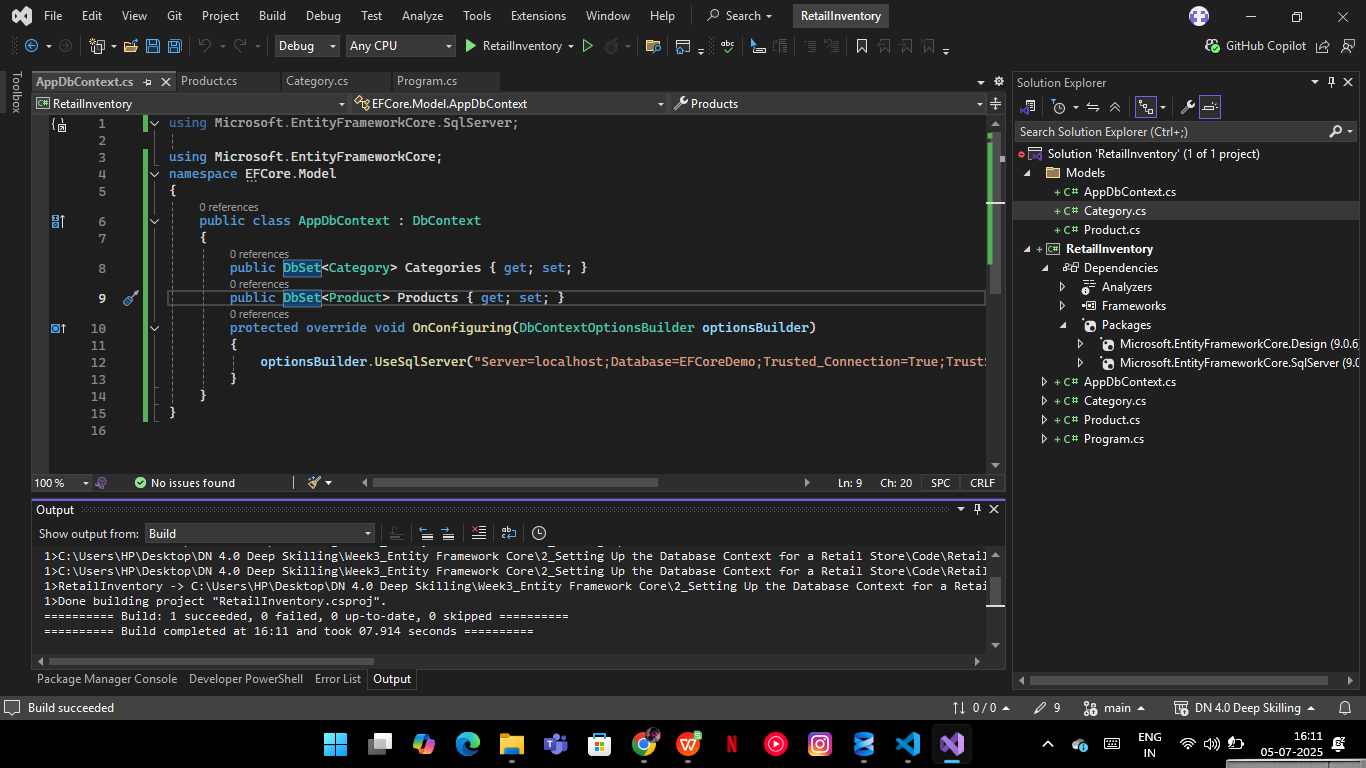 File Edit View Git Project Build Debug Test Analyze Tools Extensions Window Help Search RetailInventory
Debug Any CPU RetailInventory GitHub Copilot
Toolbox
AppDbContext.cs Product.cs Category.cs Program.cs
RetailInventory EFCore.Model.AppDbContext Products
1 using Microsoft.EntityFrameworkCore.SqlServer;
2
3 using Microsoft.EntityFrameworkCore;
4 namespace EFCore.Model
5 {
0 references
6 public class AppDbContext : DbContext
7 {
0 references
8 public DbSet<Category> Categories { get; set; }
0 references
9 public DbSet<Product> Products { get; set; }
0 references
10 protected override void OnConfiguring(DbContextOptionsBuilder optionsBuilder)
11 {
12 optionsBuilder.UseSqlServer("Server=localhost;Database=EFCoreDemo;Trusted_Connection=True;TrustS
13 }
14 }
15 }
16
100 % No issues found Ln: 9 Ch: 20 SPC CRLF
Output
Show output from: Build
1>C:\Users\HP\Desktop\DN 4.0 Deep Skilling\Week3_Entity Framework Core\2_Setting Up the Database Context for a Retail Store\Code\Retail
1>C:\Users\HP\Desktop\DN 4.0 Deep Skilling\Week3_Entity Framework Core\2_Setting Up the Database Context for a Retail Store\Code\Retail
1>RetailInventory -> C:\Users\HP\Desktop\DN 4.0 Deep Skilling\Week3_Entity Framework Core\2_Setting Up the Database Context for a Reta
1>Done building project "RetailInventory.csproj".
========== Build: 1 succeeded, 0 failed, 0 up-to-date, 0 skipped ==========
========== Build completed at 16:11 and took 07.914 seconds ==========
Package Manager Console Developer PowerShell Error List Output
Solution Explorer
Search Solution Explorer (Ctrl+;)
Solution 'RetailInventory' (1 of 1 project)
Models
+ C# AppDbContext.cs
+ C# Category.cs
+ C# Product.cs
+ C# RetailInventory
Dependencies
Analyzers
Frameworks
Packages
Microsoft.EntityFrameworkCore.Design (9.0.6)
Microsoft.EntityFrameworkCore.SqlServer (9.0
+ C# AppDbContext.cs
+ C# Category.cs
+ C# Product.cs
+ C# Program.cs
Build succeeded 0 / 0 9 main DN 4.0 Deep Skilling
ENG
IN
16:11
05-07-2025